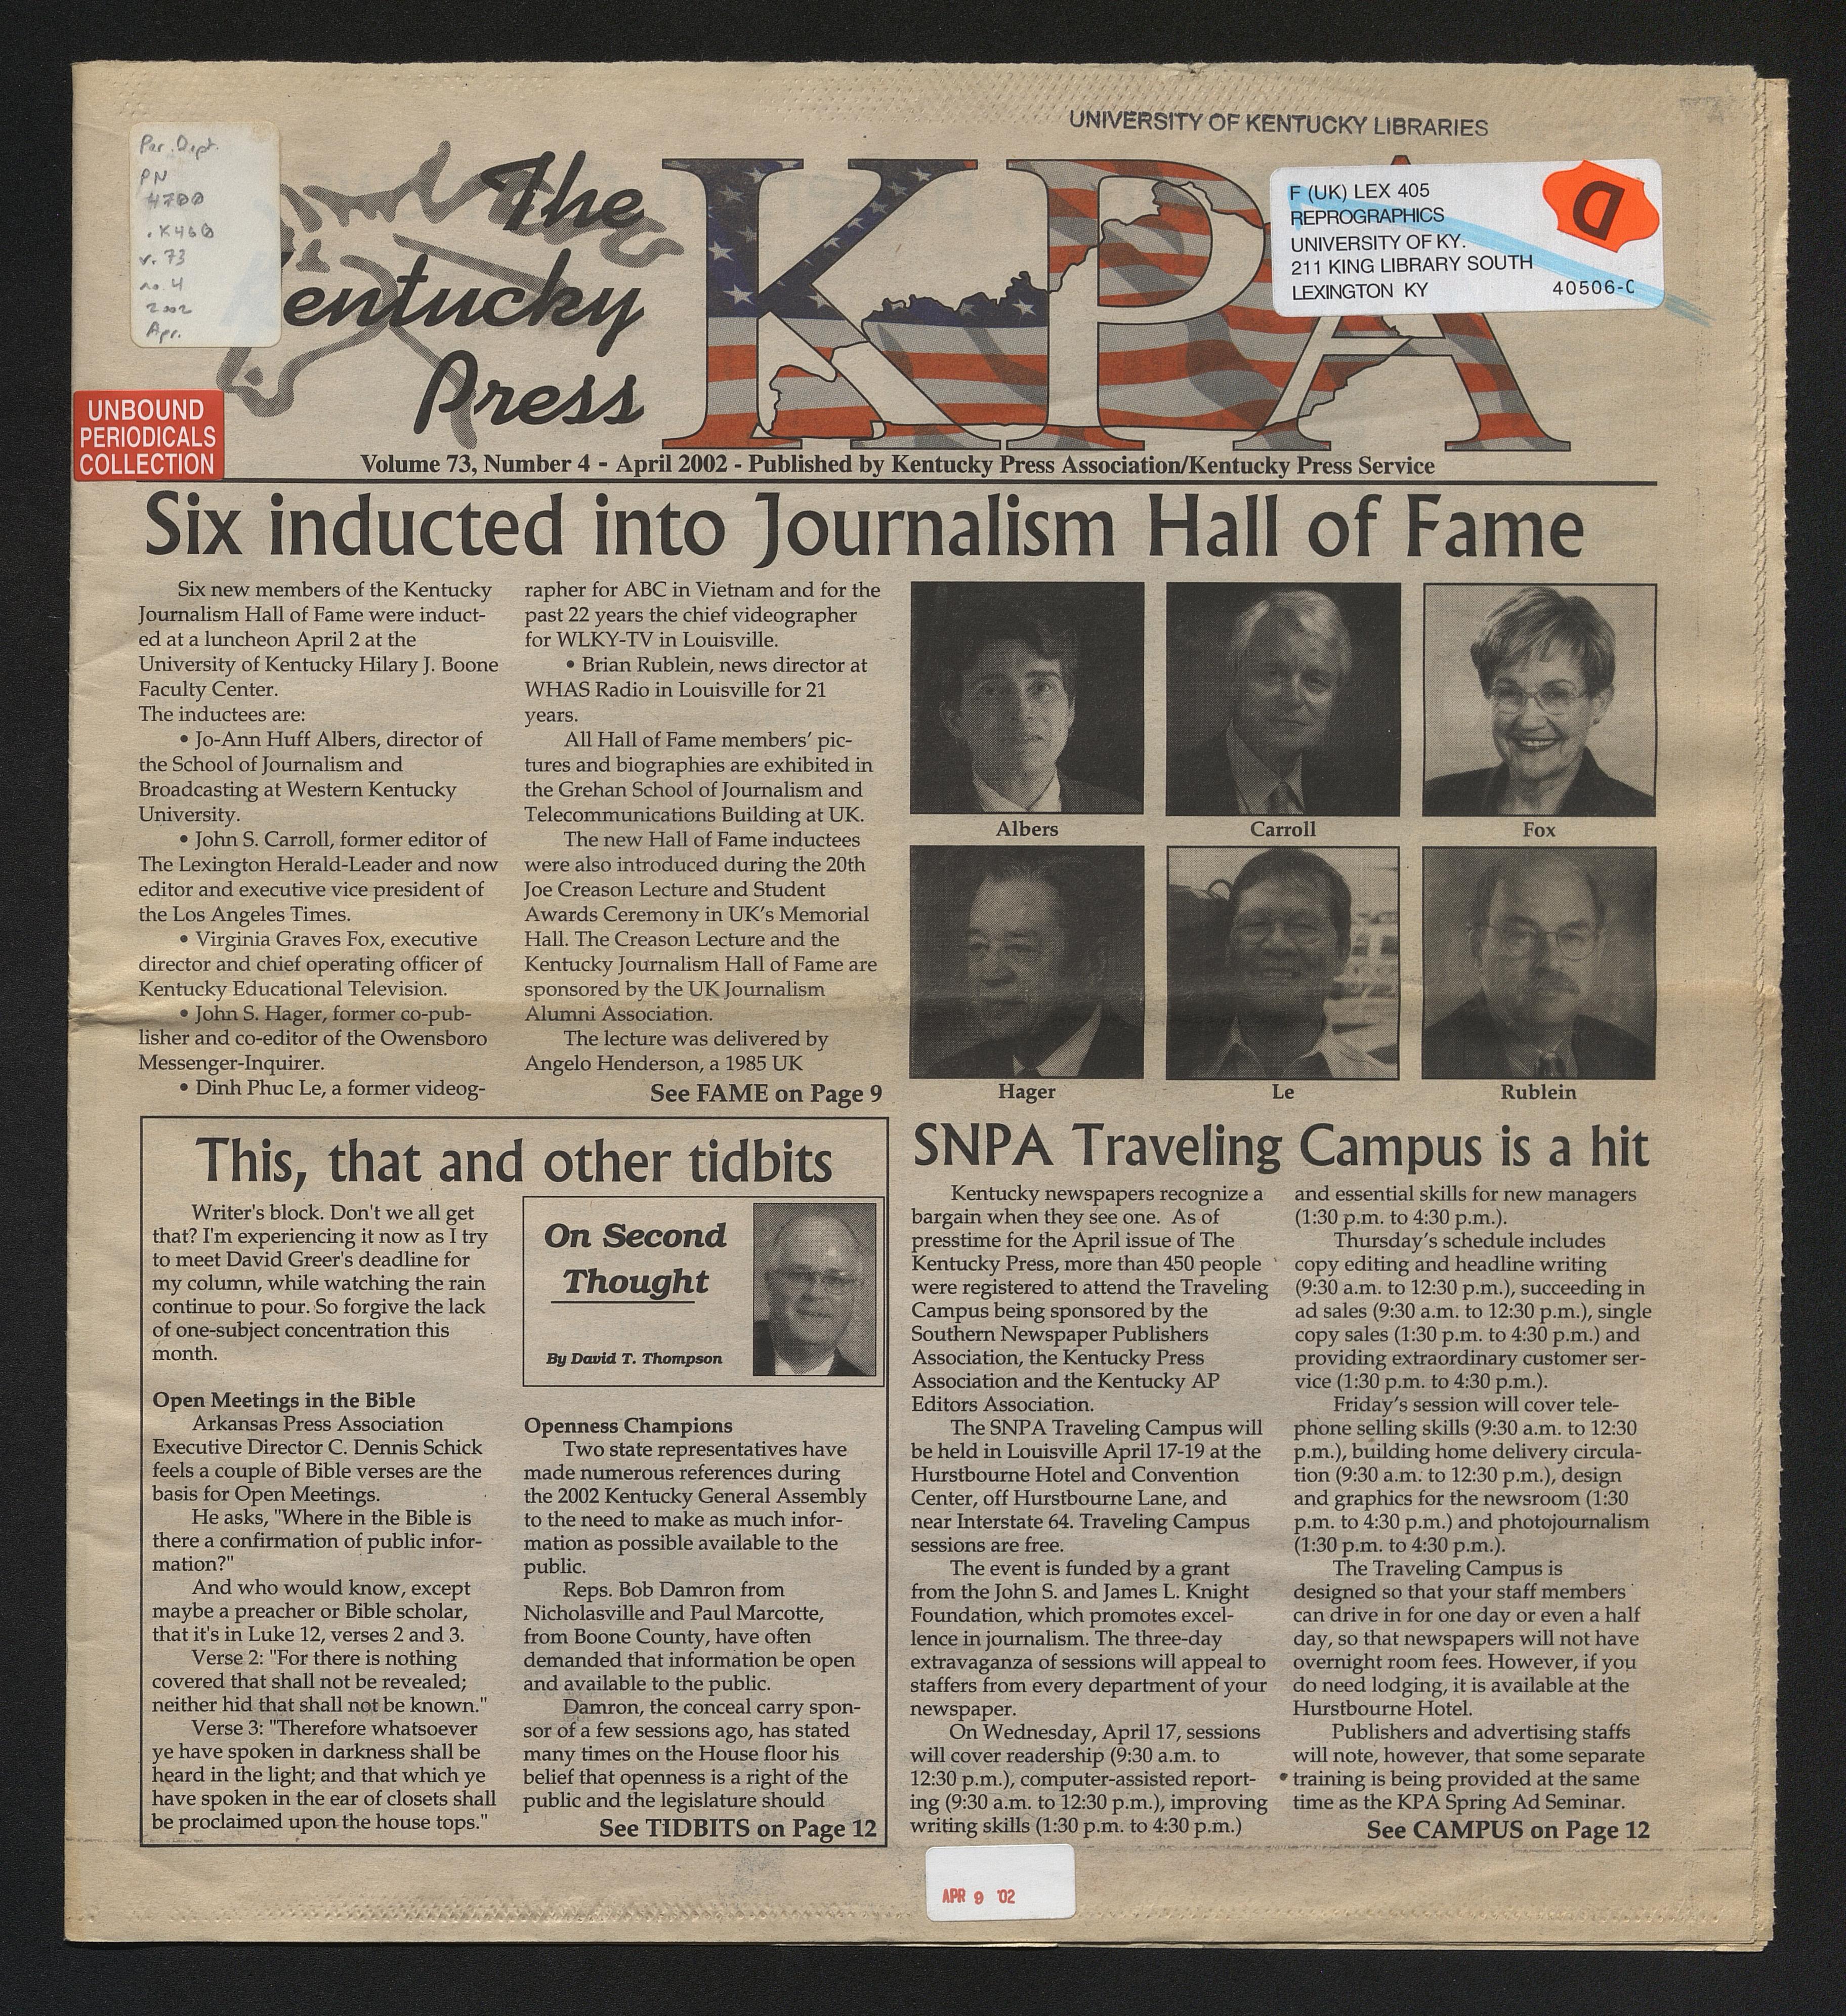 UNIVERSITY OF KENTUCKY LIBRARIES
Per. Dept.
PN
4700
.K460
v. 73
no. 4
2002
Apr.
The
Kentucky
Press
KPA
F (UK) LEX 405
REPROGRAPHICS
UNIVERSITY OF KY.
211 KING LIBRARY SOUTH
LEXINGTON KY 40506-C
D
UNBOUND
PERIODICALS
COLLECTION
Volume 73, Number 4 - April 2002 - Published by Kentucky Press Association/Kentucky Press Service
Six inducted into Journalism Hall of Fame
Six new members of the Kentucky
Journalism Hall of Fame were induct-
ed at a luncheon April 2 at the
University of Kentucky Hilary J. Boone
Faculty Center.
The inductees are:
• Jo-Ann Huff Albers, director of
the School of Journalism and
Broadcasting at Western Kentucky
University.
• John S. Carroll, former editor of
The Lexington Herald-Leader and now
editor and executive vice president of
the Los Angeles Times.
• Virginia Graves Fox, executive
director and chief operating officer of
Kentucky Educational Television.
• John S. Hager, former co-pub-
lisher and co-editor of the Owensboro
Messenger-Inquirer.
• Dinh Phuc Le, a former videog-
rapher for ABC in Vietnam and for the
past 22 years the chief videographer
for WLKY-TV in Louisville.
• Brian Rublein, news director at
WHAS Radio in Louisville for 21
years.
All Hall of Fame members' pic-
tures and biographies are exhibited in
the Grehan School of Journalism and
Telecommunications Building at UK.
The new Hall of Fame inductees
were also introduced during the 20th
Joe Creason Lecture and Student
Awards Ceremony in UK's Memorial
Hall. The Creason Lecture and the
Kentucky Journalism Hall of Fame are
sponsored by the UK Journalism
Alumni Association.
The lecture was delivered by
Angelo Henderson, a 1985 UK
See FAME on Page 9
Albers
Carroll
Fox
Hager
Le
Rublein
This, that and other tidbits
Writer's block. Don't we all get
that? I'm experiencing it now as I try
to meet David Greer's deadline for
my column, while watching the rain
continue to pour. So forgive the lack
of one-subject concentration this
month.
Open Meetings in the Bible
Arkansas Press Association
Executive Director C. Dennis Schick
feels a couple of Bible verses are the
basis for Open Meetings.
He asks, "Where in the Bible is
there a confirmation of public infor-
mation?"
And who would know, except
maybe a preacher or Bible scholar,
that it's in Luke 12, verses 2 and 3.
Verse 2: "For there is nothing
covered that shall not be revealed;
neither hid that shall not be known."
Verse 3: "Therefore whatsoever
ye have spoken in darkness shall be
heard in the light; and that which ye
have spoken in the ear of closets shall
be proclaimed upon the house tops."
On Second
Thought
By David T. Thompson
Openness Champions
Two state representatives have
made numerous references during
the 2002 Kentucky General Assembly
to the need to make as much infor-
mation as possible available to the
public.
Reps. Bob Damron from
Nicholasville and Paul Marcotte,
from Boone County, have often
demanded that information be open
and available to the public.
Damron, the conceal carry spon-
sor of a few sessions ago, has stated
many times on the House floor his
belief that openness is a right of the
public and the legislature should
See TIDBITS on Page 12
SNPA Traveling Campus is a hit
Kentucky newspapers recognize a
bargain when they see one. As of
presstime for the April issue of The
Kentucky Press, more than 450 people
were registered to attend the Traveling
Campus being sponsored by the
Southern Newspaper Publishers
Association, the Kentucky Press
Association and the Kentucky AP
Editors Association.
The SNPA Traveling Campus will
be held in Louisville April 17-19 at the
Hurstbourne Hotel and Convention
Center, off Hurstbourne Lane, and
near Interstate 64. Traveling Campus
sessions are free.
The event is funded by a grant
from the John S. and James L. Knight
Foundation, which promotes excel-
lence in journalism. The three-day
extravaganza of sessions will appeal to
staffers from every department of your
newspaper.
On Wednesday, April 17, sessions
will cover readership (9:30 a.m. to
12:30 p.m.), computer-assisted report-
ing (9:30 a.m. to 12:30 p.m.), improving
writing skills (1:30 p.m. to 4:30 p.m.)
and essential skills for new managers
(1:30 p.m. to 4:30 p.m.).
Thursday's schedule includes
copy editing and headline writing
(9:30 a.m. to 12:30 p.m.), succeeding in
ad sales (9:30 a.m. to 12:30 p.m.), single
copy sales (1:30 p.m. to 4:30 p.m.) and
providing extraordinary customer ser-
vice (1:30 p.m. to 4:30 p.m.).
Friday's session will cover tele-
phone selling skills (9:30 a.m. to 12:30
p.m.), building home delivery circula-
tion (9:30 a.m. to 12:30 p.m.), design
and graphics for the newsroom (1:30
p.m. to 4:30 p.m.) and photojournalism
(1:30 p.m. to 4:30 p.m.).
The Traveling Campus is
designed so that your staff members
can drive in for one day or even a half
day, so that newspapers will not have
overnight room fees. However, if you
do need lodging, it is available at the
Hurstbourne Hotel.
Publishers and advertising staffs
will note, however, that some separate
training is being provided at the same
time as the KPA Spring Ad Seminar.
See CAMPUS on Page 12
APR 9 '02